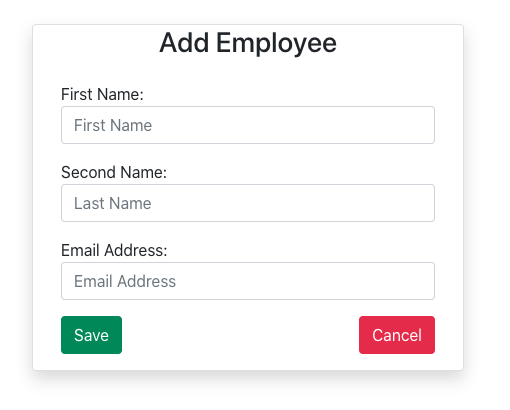 Add Employee
First Name:
First Name
Second Name:
Last Name
Email Address:
Email Address
Save Cancel